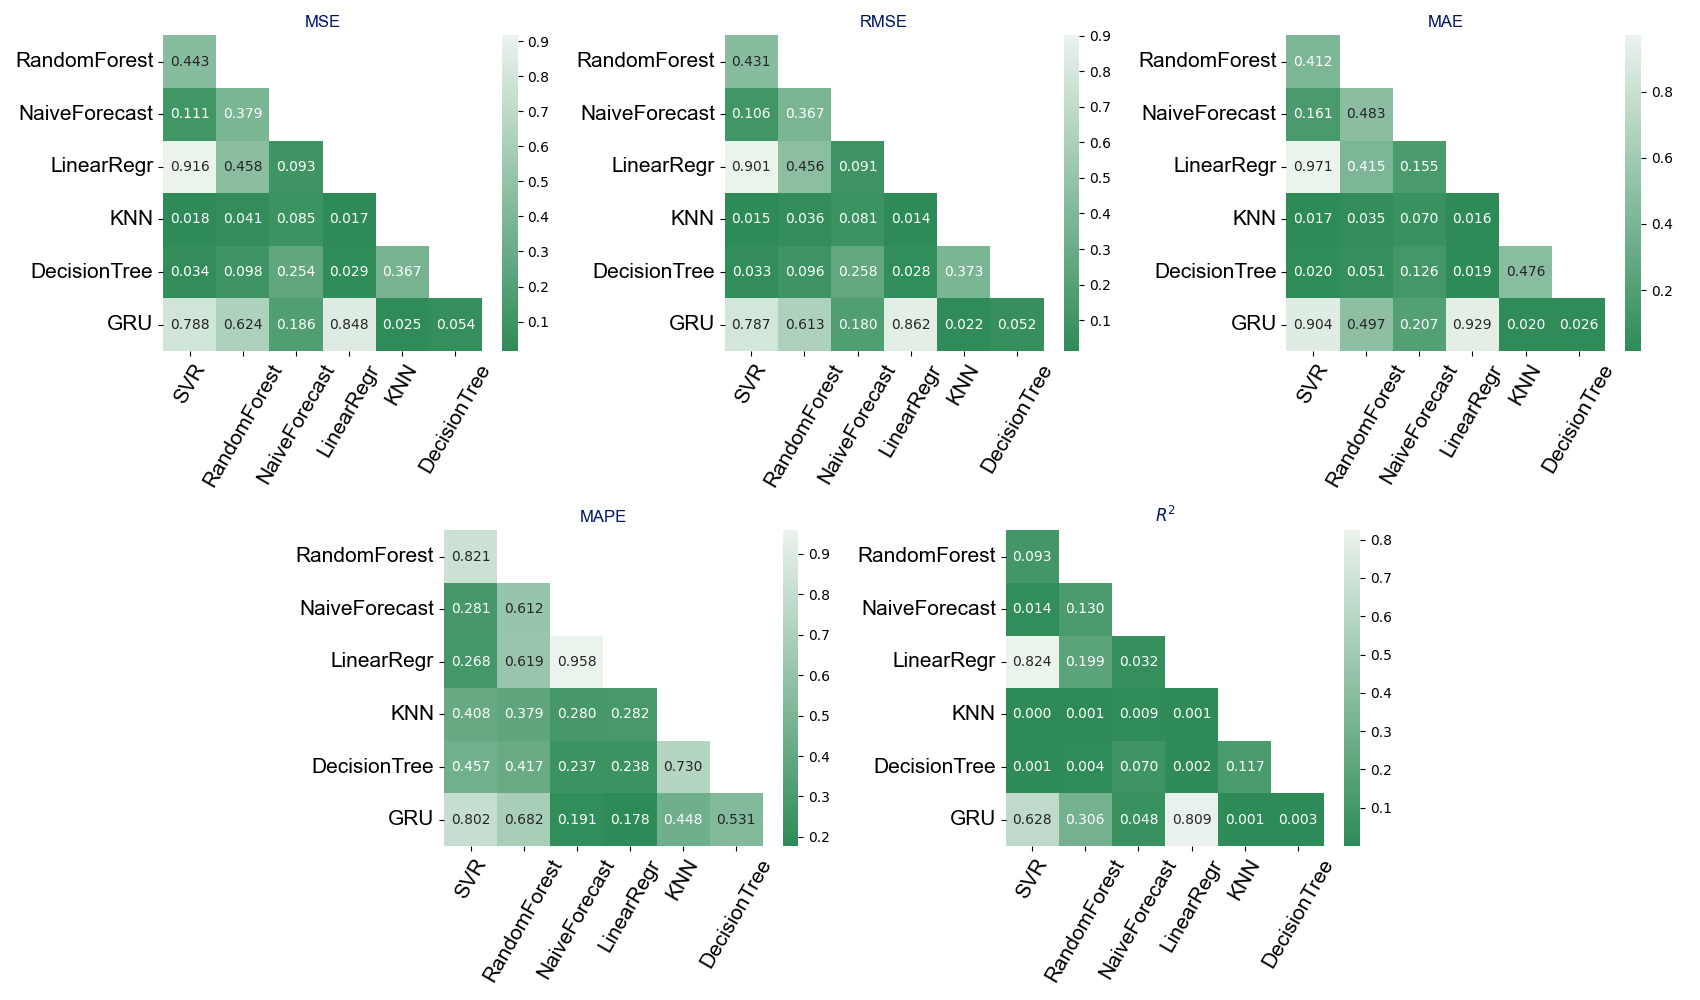 MSE
RMSE
MAE
RandomForest 0.443
NaiveForecast 0.111 0.379
LinearRegr 0.916 0.458 0.093
KNN 0.018 0.041 0.085 0.017
DecisionTree 0.034 0.098 0.254 0.029 0.367
GRU 0.788 0.624 0.186 0.848 0.025 0.054
SVR RandomForest NaiveForecast LinearRegr KNN DecisionTree
0.9
0.8
0.7
0.6
0.5
0.4
0.3
0.2
0.1
RandomForest 0.431
NaiveForecast 0.106 0.367
LinearRegr 0.901 0.456 0.091
KNN 0.015 0.036 0.081 0.014
DecisionTree 0.033 0.096 0.258 0.028 0.373
GRU 0.787 0.613 0.180 0.862 0.022 0.052
SVR RandomForest NaiveForecast LinearRegr KNN DecisionTree
0.9
0.8
0.7
0.6
0.5
0.4
0.3
0.2
0.1
RandomForest 0.412
NaiveForecast 0.161 0.483
LinearRegr 0.971 0.415 0.155
KNN 0.017 0.035 0.070 0.016
DecisionTree 0.020 0.051 0.126 0.019 0.476
GRU 0.904 0.497 0.207 0.929 0.020 0.026
SVR RandomForest NaiveForecast LinearRegr KNN DecisionTree
0.8
0.6
0.4
0.2
MAPE
RandomForest 0.821
NaiveForecast 0.281 0.612
LinearRegr 0.268 0.619 0.958
KNN 0.408 0.379 0.280 0.282
DecisionTree 0.457 0.417 0.237 0.238 0.730
GRU 0.802 0.682 0.191 0.178 0.448 0.531
SVR RandomForest NaiveForecast LinearRegr KNN DecisionTree
0.9
0.8
0.7
0.6
0.5
0.4
0.3
0.2
R²
RandomForest 0.093
NaiveForecast 0.014 0.130
LinearRegr 0.824 0.199 0.032
KNN 0.000 0.001 0.009 0.001
DecisionTree 0.001 0.004 0.070 0.002 0.117
GRU 0.628 0.306 0.048 0.809 0.001 0.003
SVR RandomForest NaiveForecast LinearRegr KNN DecisionTree
0.8
0.7
0.6
0.5
0.4
0.3
0.2
0.1